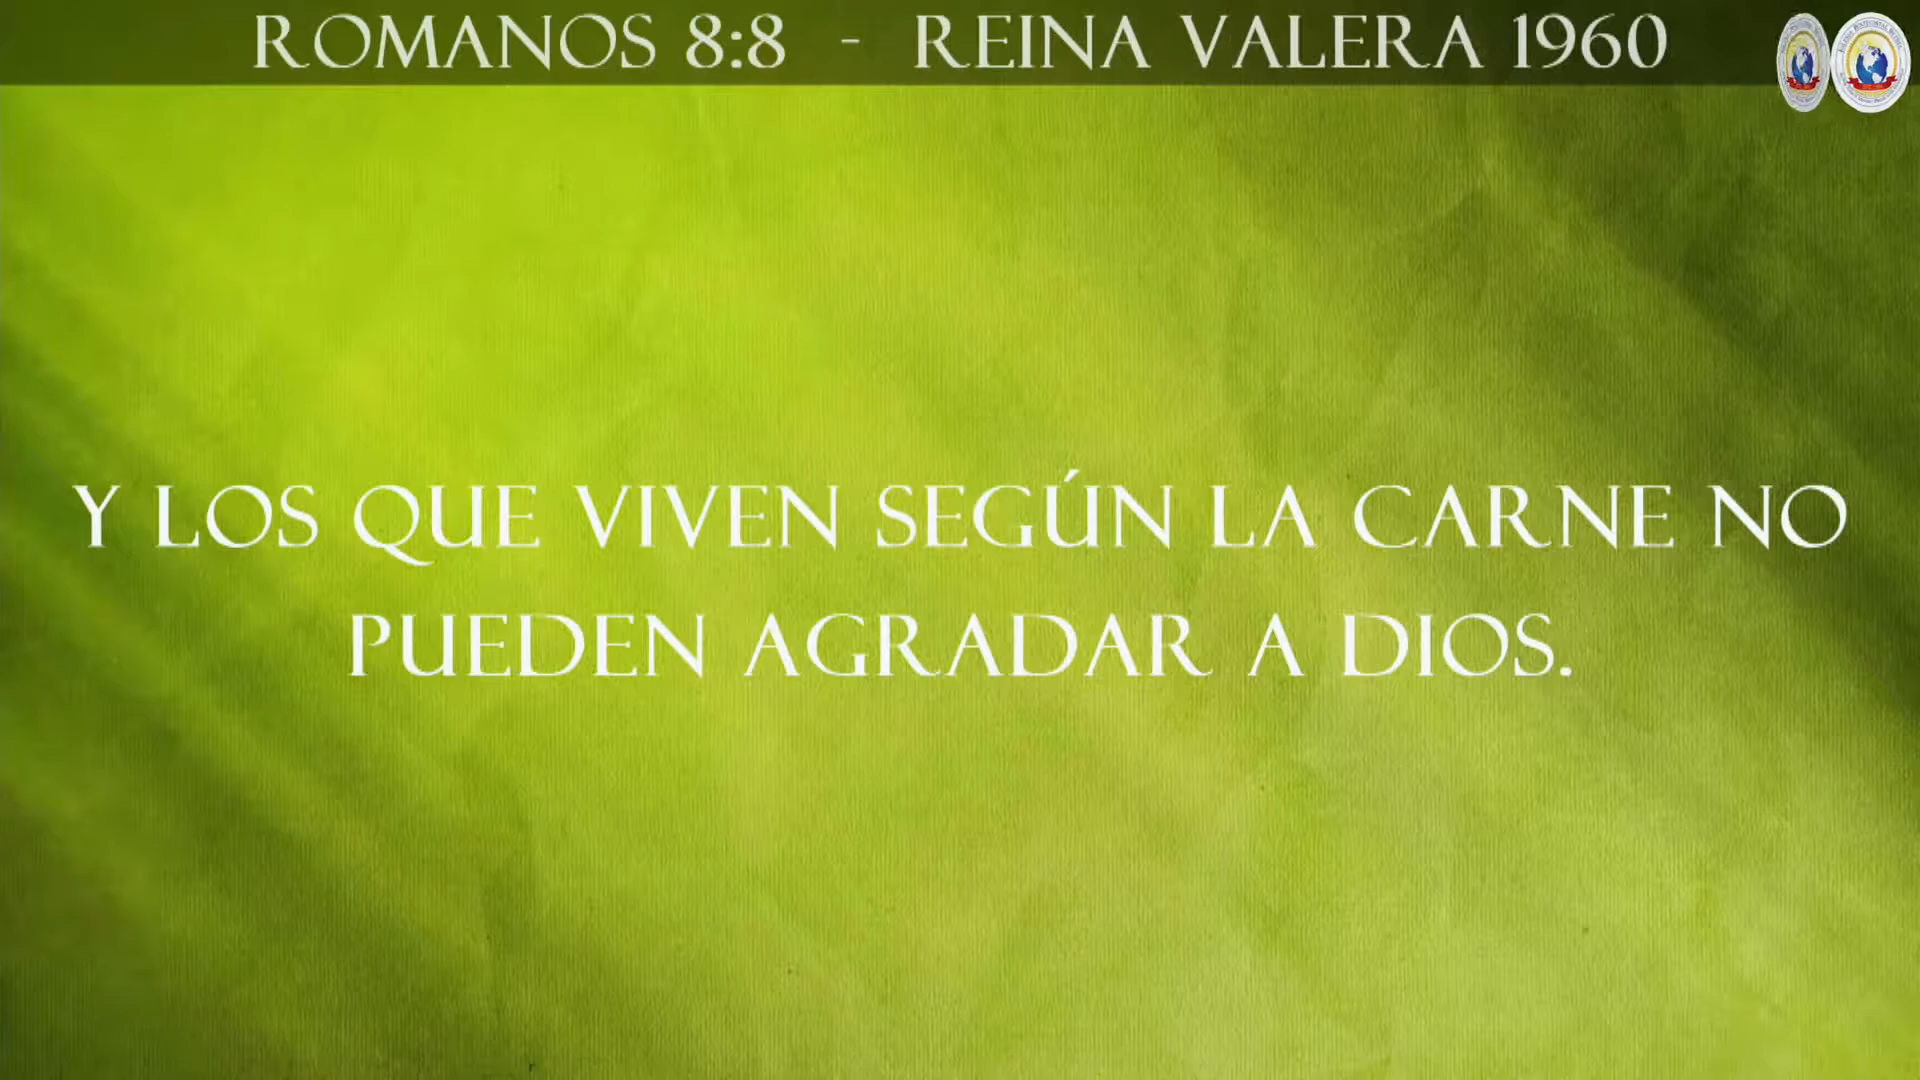 ROMANOS 8:8 - REINA VALERA 1960
Y LOS QUE VIVEN SEGÚN LA CARNE NO
PUEDEN AGRADAR A DIOS.